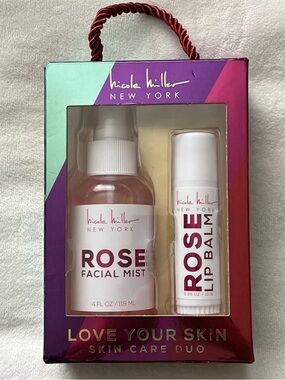 Nicole Miller
NEW YORK
Nicole Miller
NEW YORK
ROSE
FACIAL MIST
4 FL OZ / 118 ML
Nicole Miller
NEW YORK
ROSE
LIP BALM
LOVE YOUR SKIN
SKIN CARE DUO